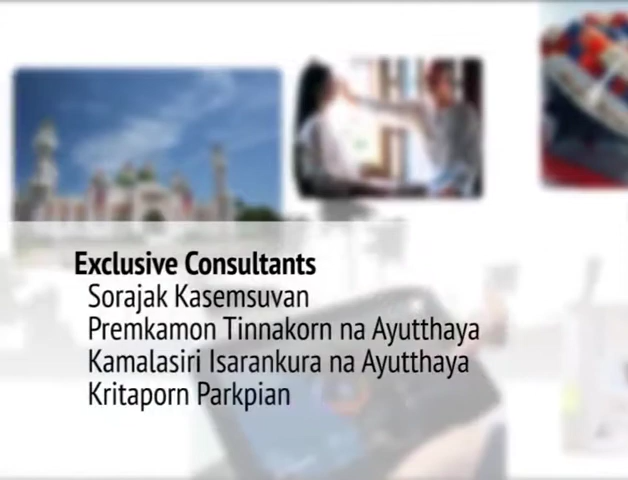 Exclusive Consultants
Sorajak Kasemsuvan
Premkamon Tinnakorn na Ayutthaya
Kamalasiri Isarankura na Ayutthaya
Kritaporn Parkpian